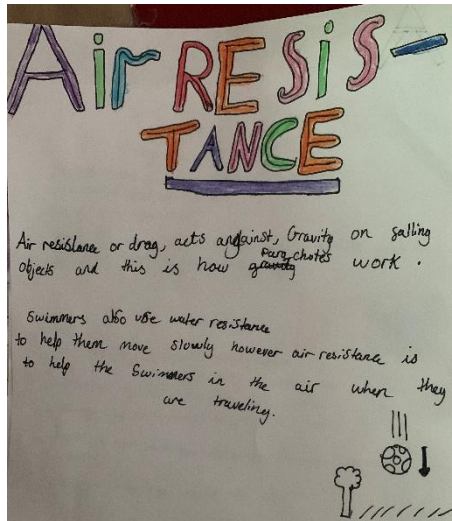 Air RESiS-
TANCE
Air resistance or drag, acts against, Gravity on falling
objects and this is how parachutes work.
Swimmers also use water resistance
to help them move slowly however air resistance is
to help the Swimmers in the air when they
are traveling.